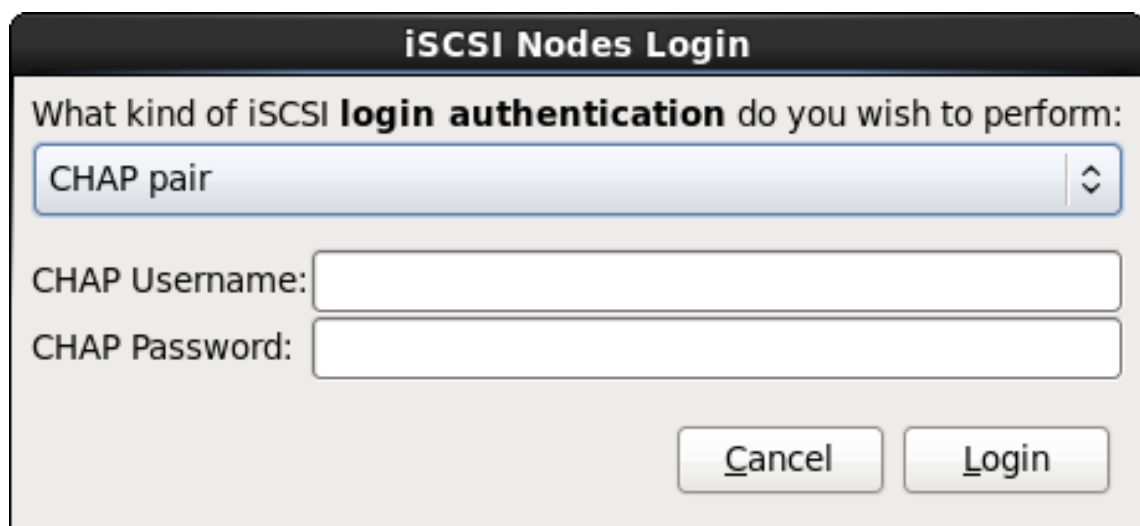 iSCSI Nodes Login
What kind of iSCSI login authentication do you wish to perform:
CHAP pair
CHAP Username:
CHAP Password:
Cancel Login